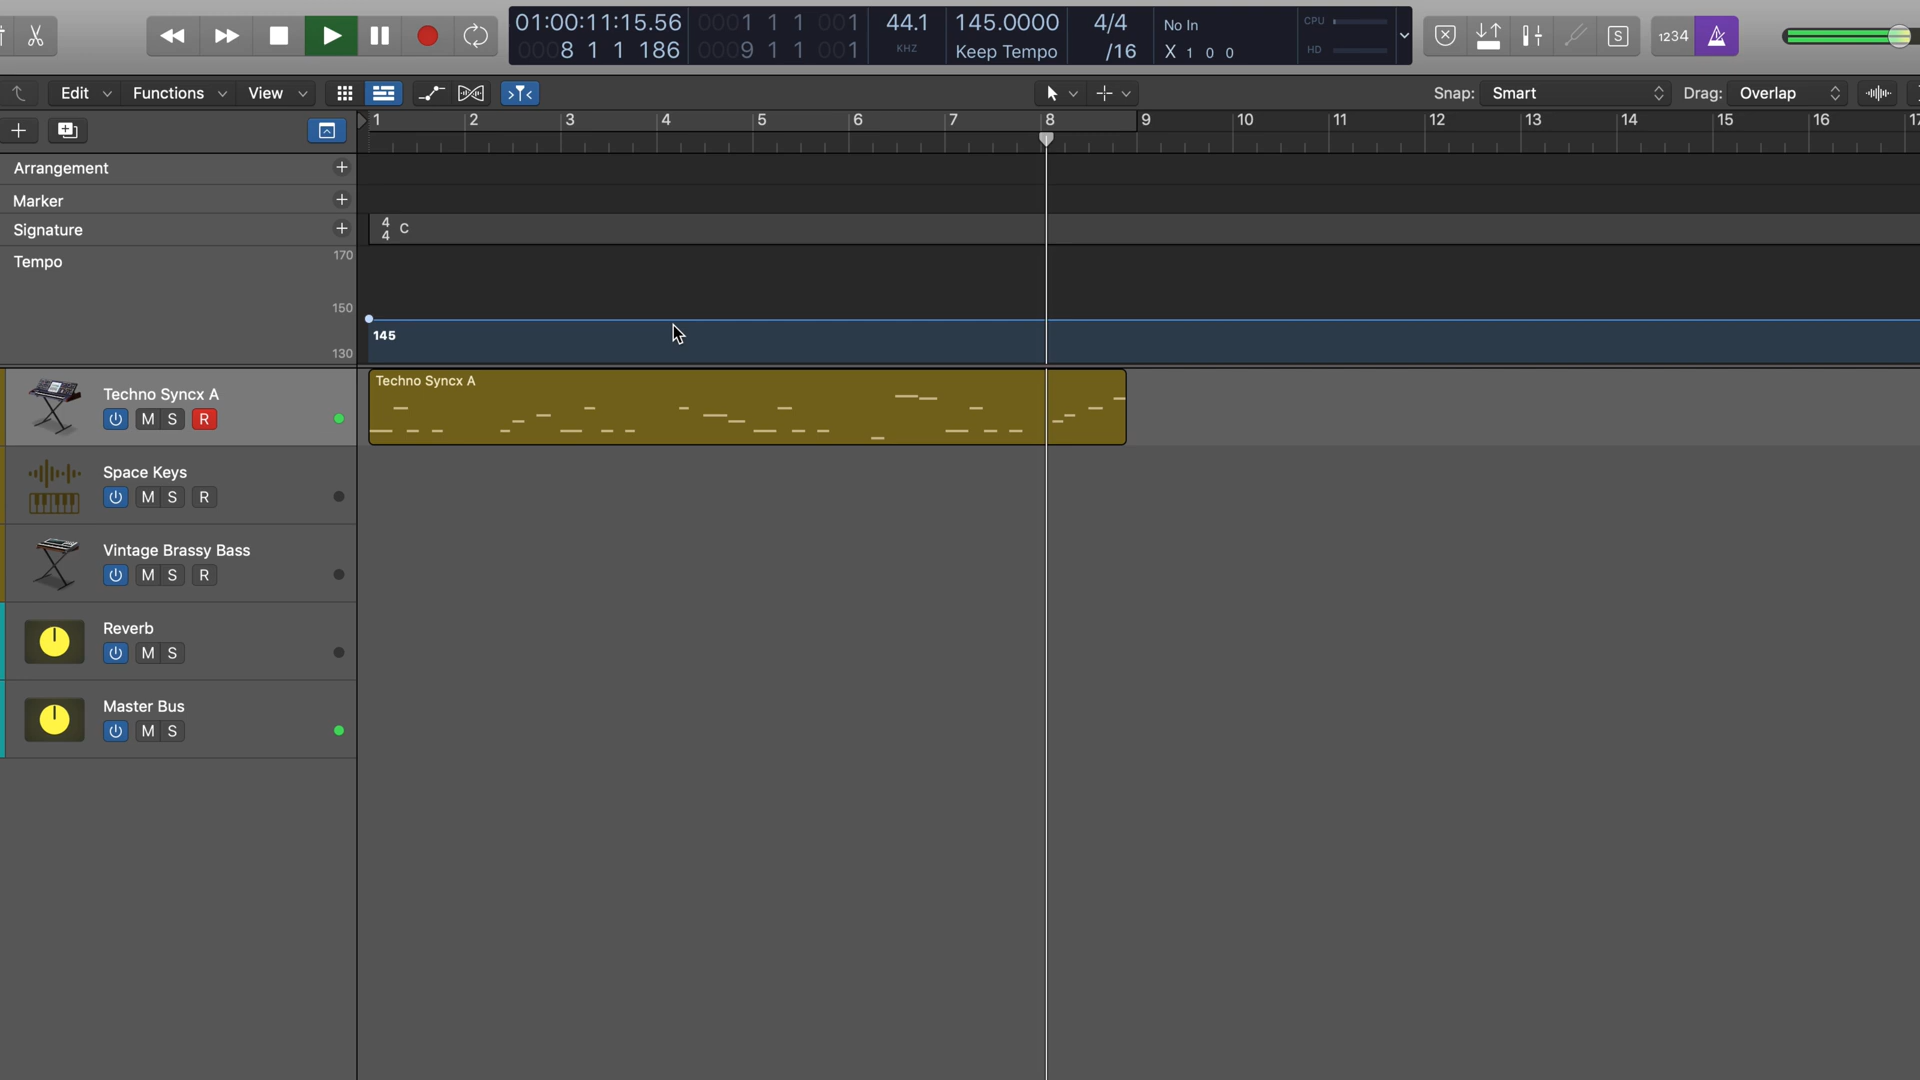 01:00:11:15.56 0001 1 1 001 44.1 145.0000 4/4 No In CPU
0008 1 1 186 0009 1 1 001 KHZ Keep Tempo /16 X 1 0 0 HD
S 1234
Edit Functions View Snap: Smart Drag: Overlap
1 2 3 4 5 6 7 8 9 10 11 12 13 14 15 16 17
Arrangement +
Marker +
Signature + 4/4 C
Tempo 170
150
145
130
Techno Syncx A
M S R
Techno Syncx A
Space Keys
M S R
Vintage Brassy Bass
M S R
Reverb
M S
Master Bus
M S